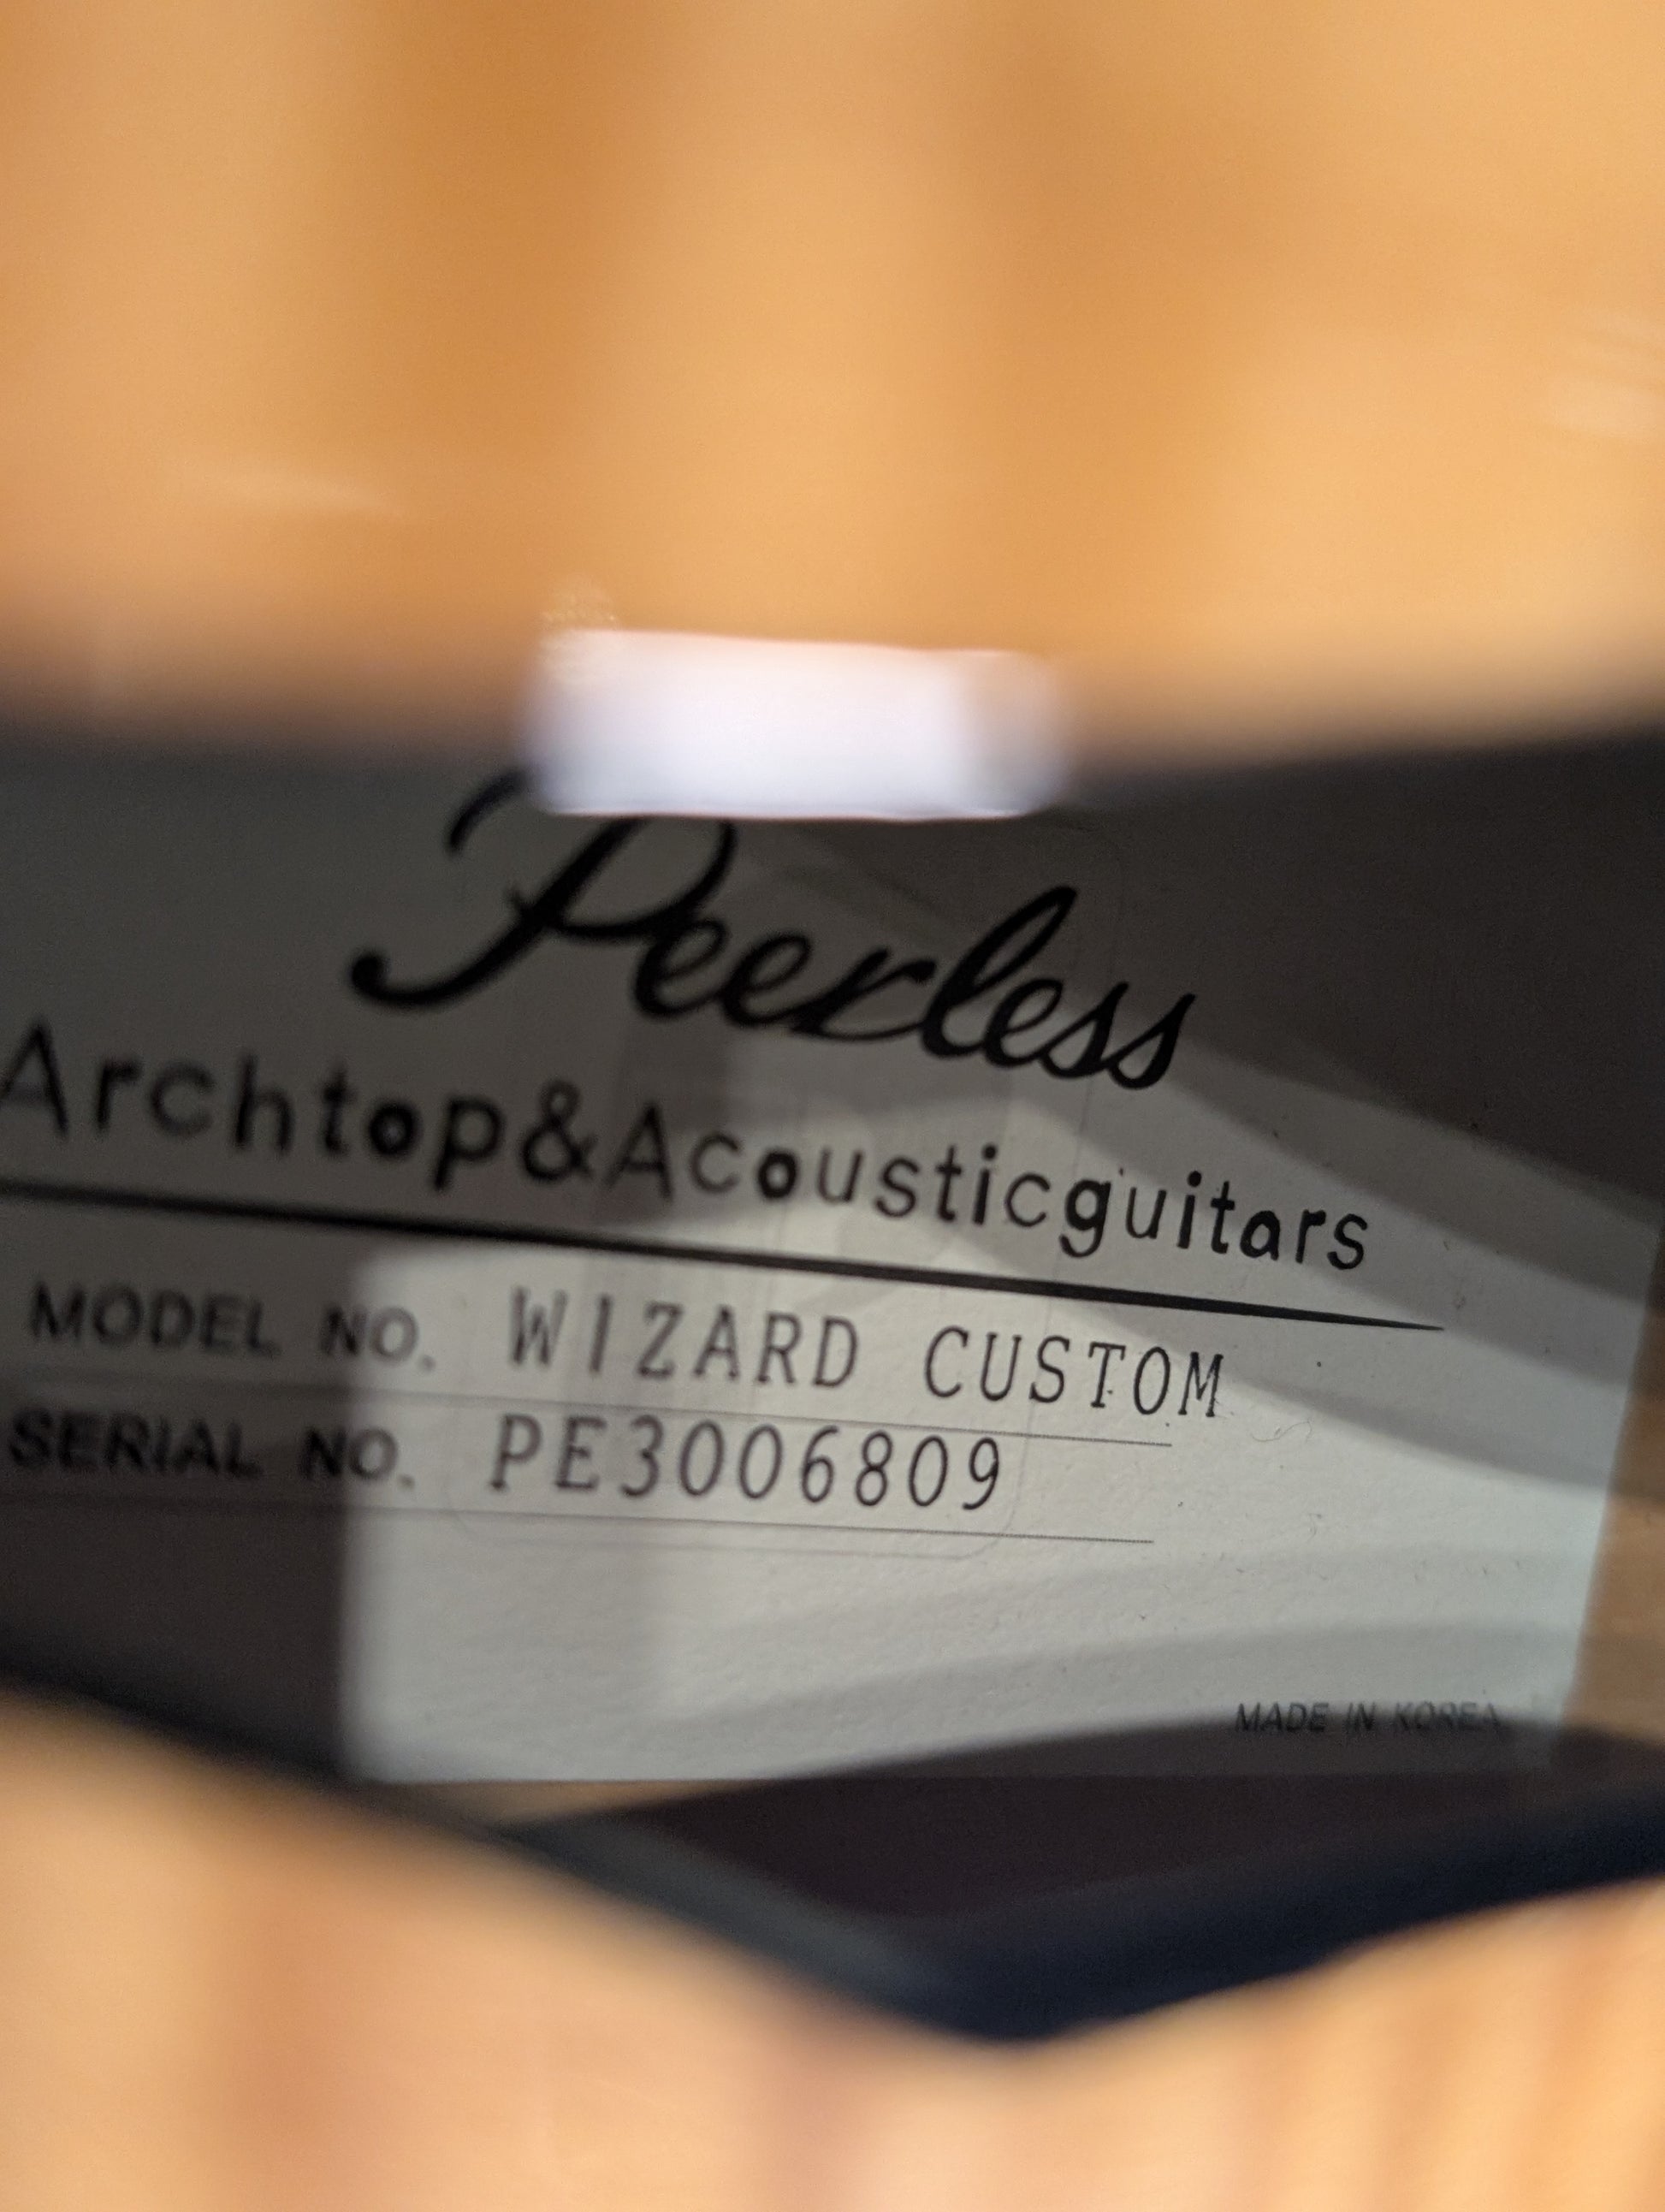 Peerless
Archtop&Acousticguitars
MODEL NO. WIZARD CUSTOM
SERIAL NO. PE3006809
MADE IN KOREA